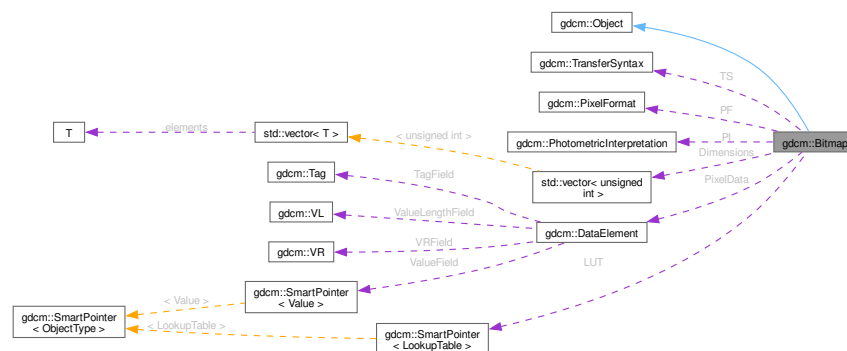 gdcm::Object
gdcm::TransferSyntax
TS
gdcm::PixelFormat
PF
T
elements
std::vector< T >
< unsigned int >
gdcm::PhotometricInterpretation
PI
gdcm::Bitmap
Dimensions
gdcm::Tag
TagField
std::vector< unsigned
int >
PixelData
gdcm::VL
ValueLengthField
gdcm::DataElement
gdcm::VR
VRField
ValueField
LUT
gdcm::SmartPointer
< Value >
< Value >
gdcm::SmartPointer
< ObjectType >
< LookupTable >
gdcm::SmartPointer
< LookupTable >